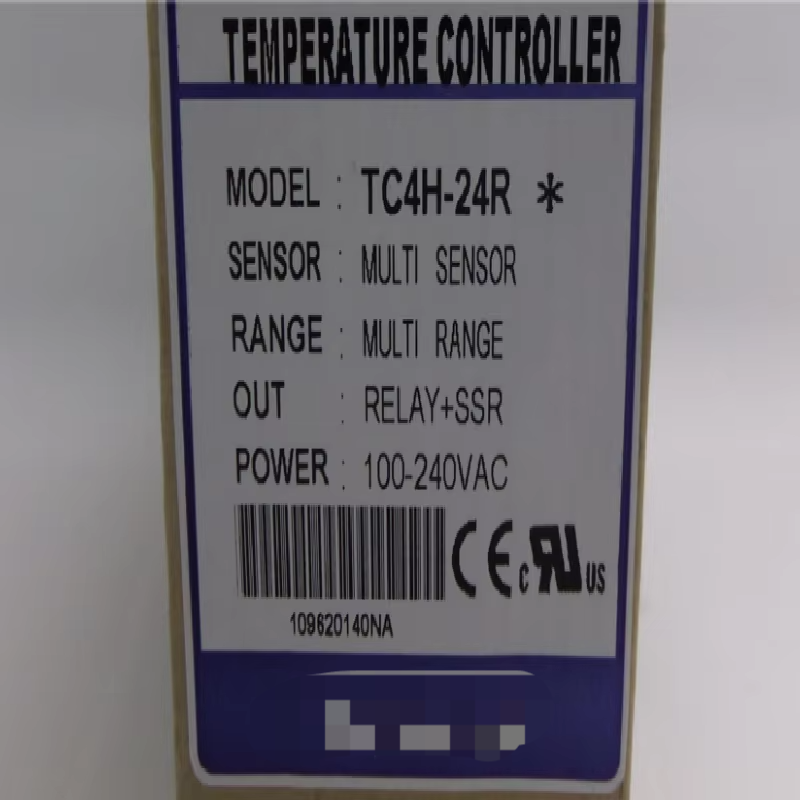 TEMPERATURE CONTROLLER
MODEL : TC4H-24R *
SENSOR : MULTI SENSOR
RANGE : MULTI RANGE
OUT : RELAY+SSR
POWER : 100-240VAC
CE c RU US
109620140NA